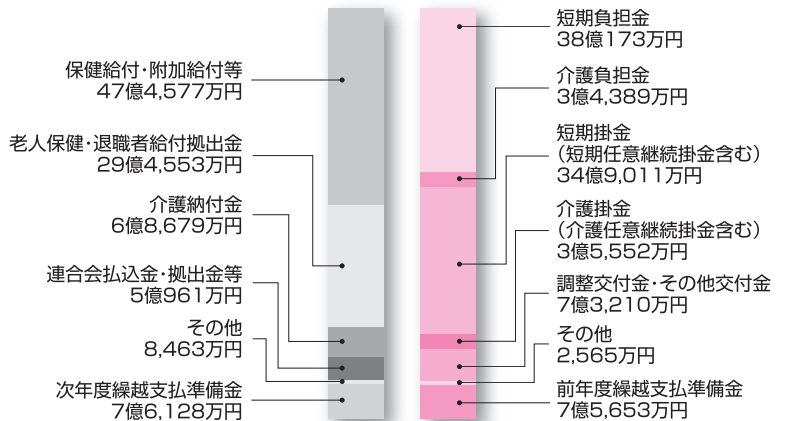 保健給付・附加給付等
47億4,577万円
老人保健・退職者給付拠出金
29億4,553万円
介護納付金
6億8,679万円
連合会払込金・拠出金等
5億961万円
その他
8,463万円
次年度繰越支払準備金
7億6,128万円
短期負担金
38億173万円
介護負担金
3億4,389万円
短期掛金
（短期任意継続掛金含む）
34億9,011万円
介護掛金
（介護任意継続掛金含む）
3億5,552万円
調整交付金・その他交付金
7億3,210万円
その他
2,565万円
前年度繰越支払準備金
7億5,653万円